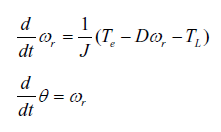 d/dt ω_r = 1/J (T_e − Dω_r − T_L)
d/dt θ = ω_r